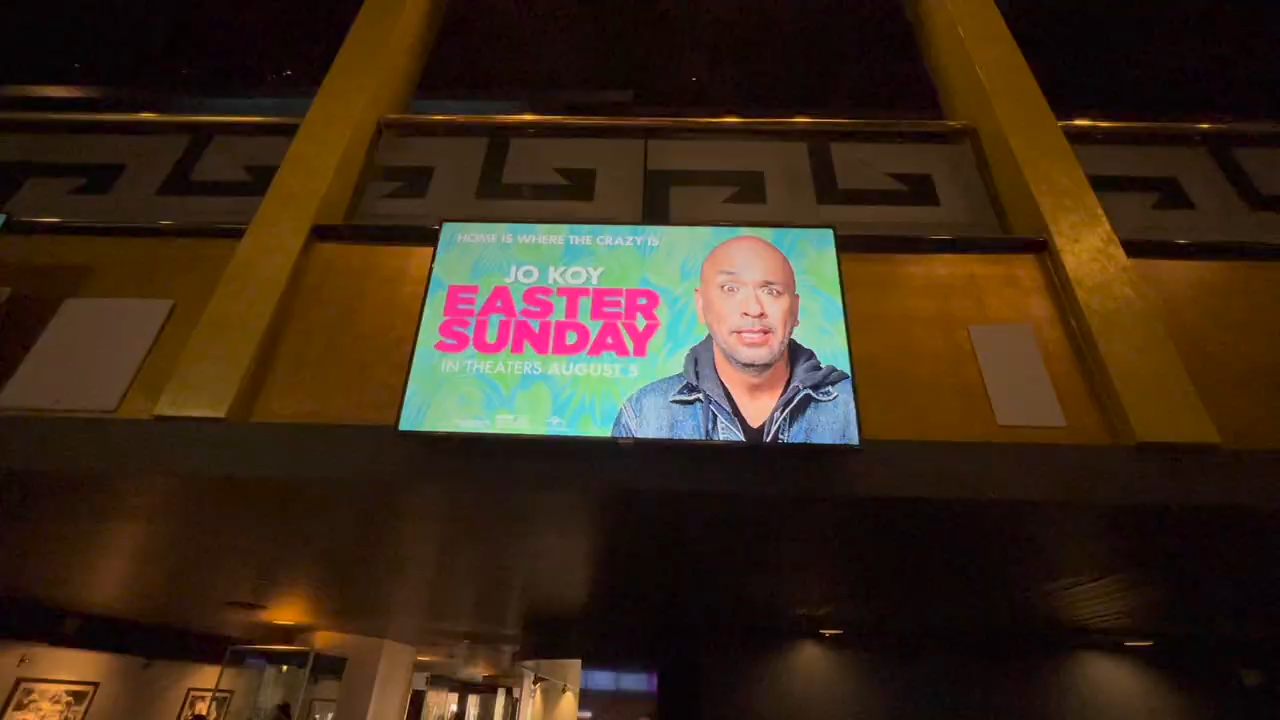 HOME IS WHERE THE CRAZY IS
JO KOY
EASTER
SUNDAY
IN THEATERS AUGUST 5